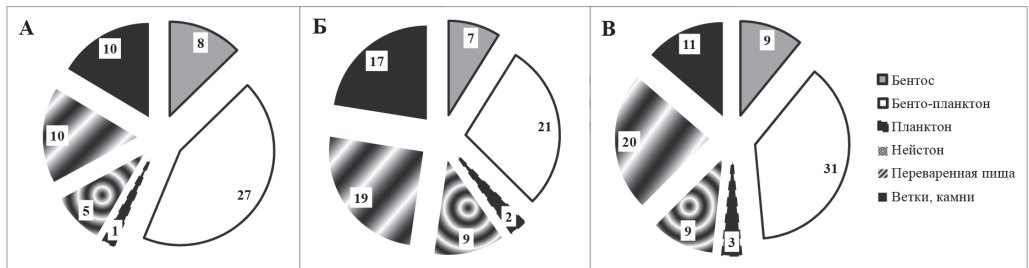 А
8
27
1
5
10
10
Б
7
21
2
9
19
17
В
9
31
3
9
20
11
Бентос
Бенто-планктон
Планктон
Нейстон
Переваренная пища
Ветки, камни